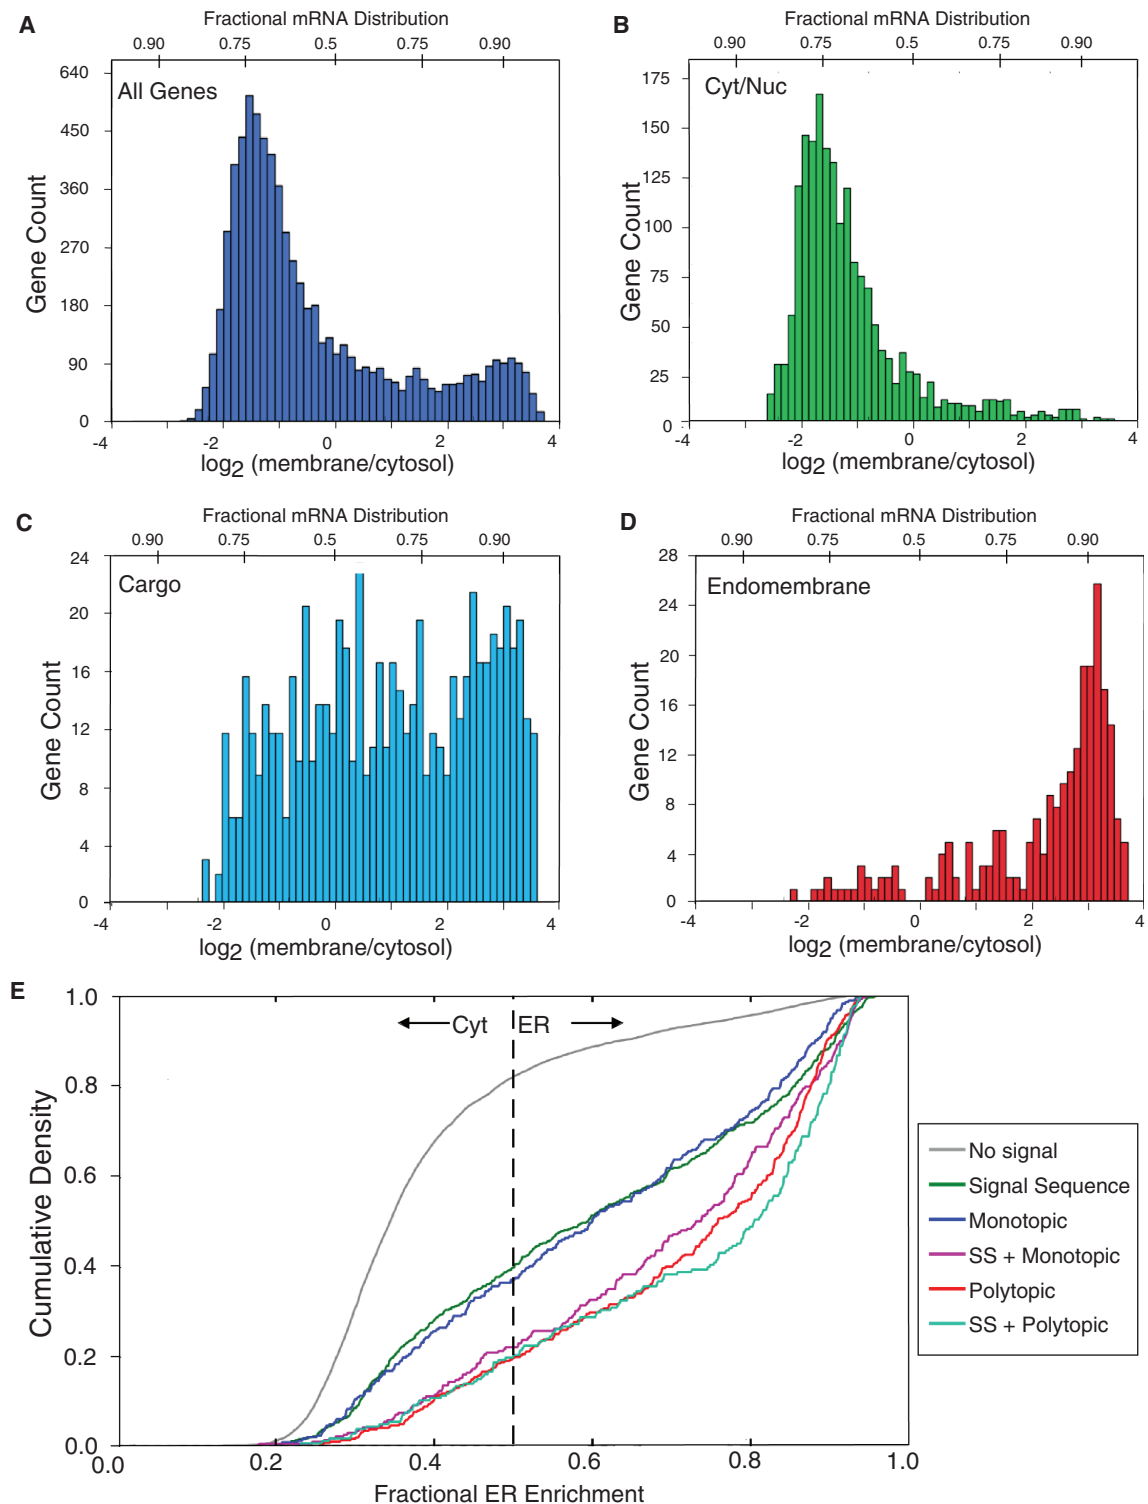 A
Fractional mRNA Distribution
0.90 0.75 0.5 0.75 0.90
All Genes
640
450
360
270
180
90
0
Gene Count
-4 -2 0 2 4
log2 (membrane/cytosol)
B
Fractional mRNA Distribution
0.90 0.75 0.5 0.75 0.90
Cyt/Nuc
175
150
125
100
75
50
25
0
Gene Count
-4 -2 0 2 4
log2 (membrane/cytosol)
C
Fractional mRNA Distribution
0.90 0.75 0.5 0.75 0.90
Cargo
24
20
16
12
8
4
0
Gene Count
-4 -2 0 2 4
log2 (membrane/cytosol)
D
Fractional mRNA Distribution
0.90 0.75 0.5 0.75 0.90
Endomembrane
28
24
20
16
12
8
4
0
Gene Count
-4 -2 0 2 4
log2 (membrane/cytosol)
E
Cyt ER
1.0
0.8
0.6
0.4
0.2
0.0
Cumulative Density
0.0 0.2 0.4 0.6 0.8 1.0
Fractional ER Enrichment
No signal
Signal Sequence
Monotopic
SS + Monotopic
Polytopic
SS + Polytopic